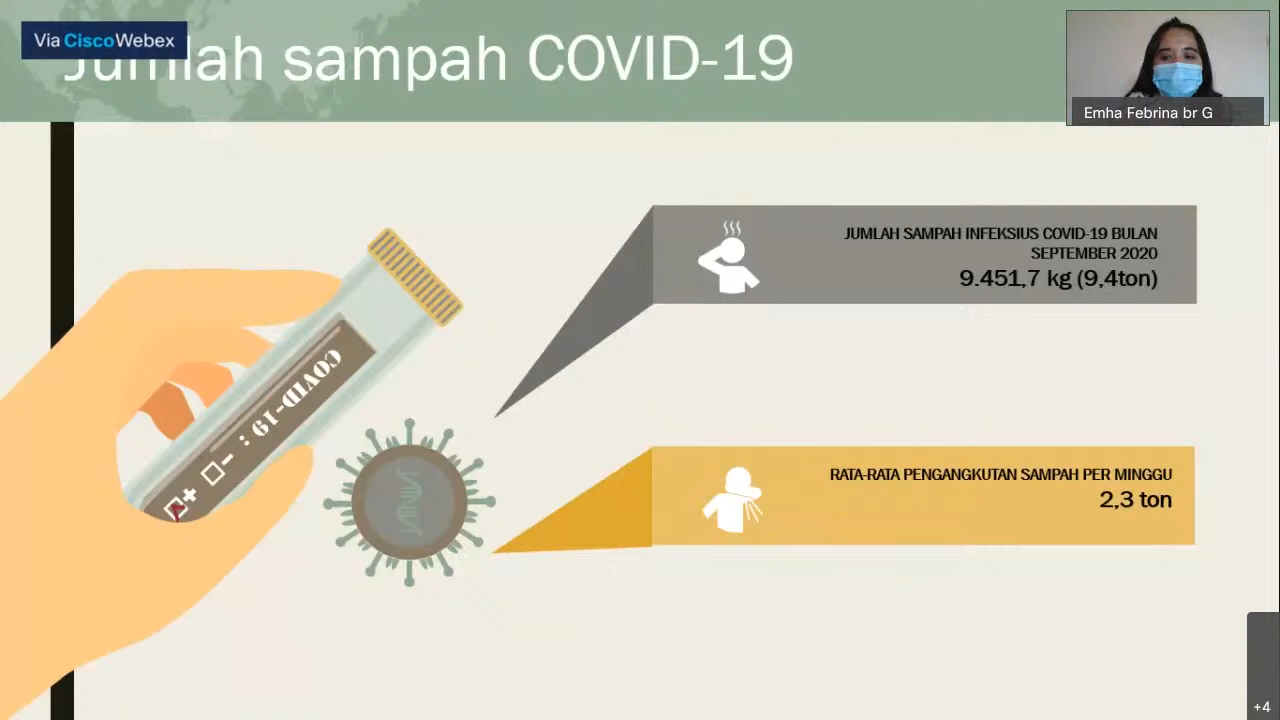 Via CiscoWebex
Jumlah sampah COVID-19
Emha Febrina br G
JUMLAH SAMPAH INFEKSIUS COVID-19 BULAN
SEPTEMBER 2020
9.451,7 kg (9,4ton)
COVID-19 :
RATA-RATA PENGANGKUTAN SAMPAH PER MINGGU
2,3 ton
+4